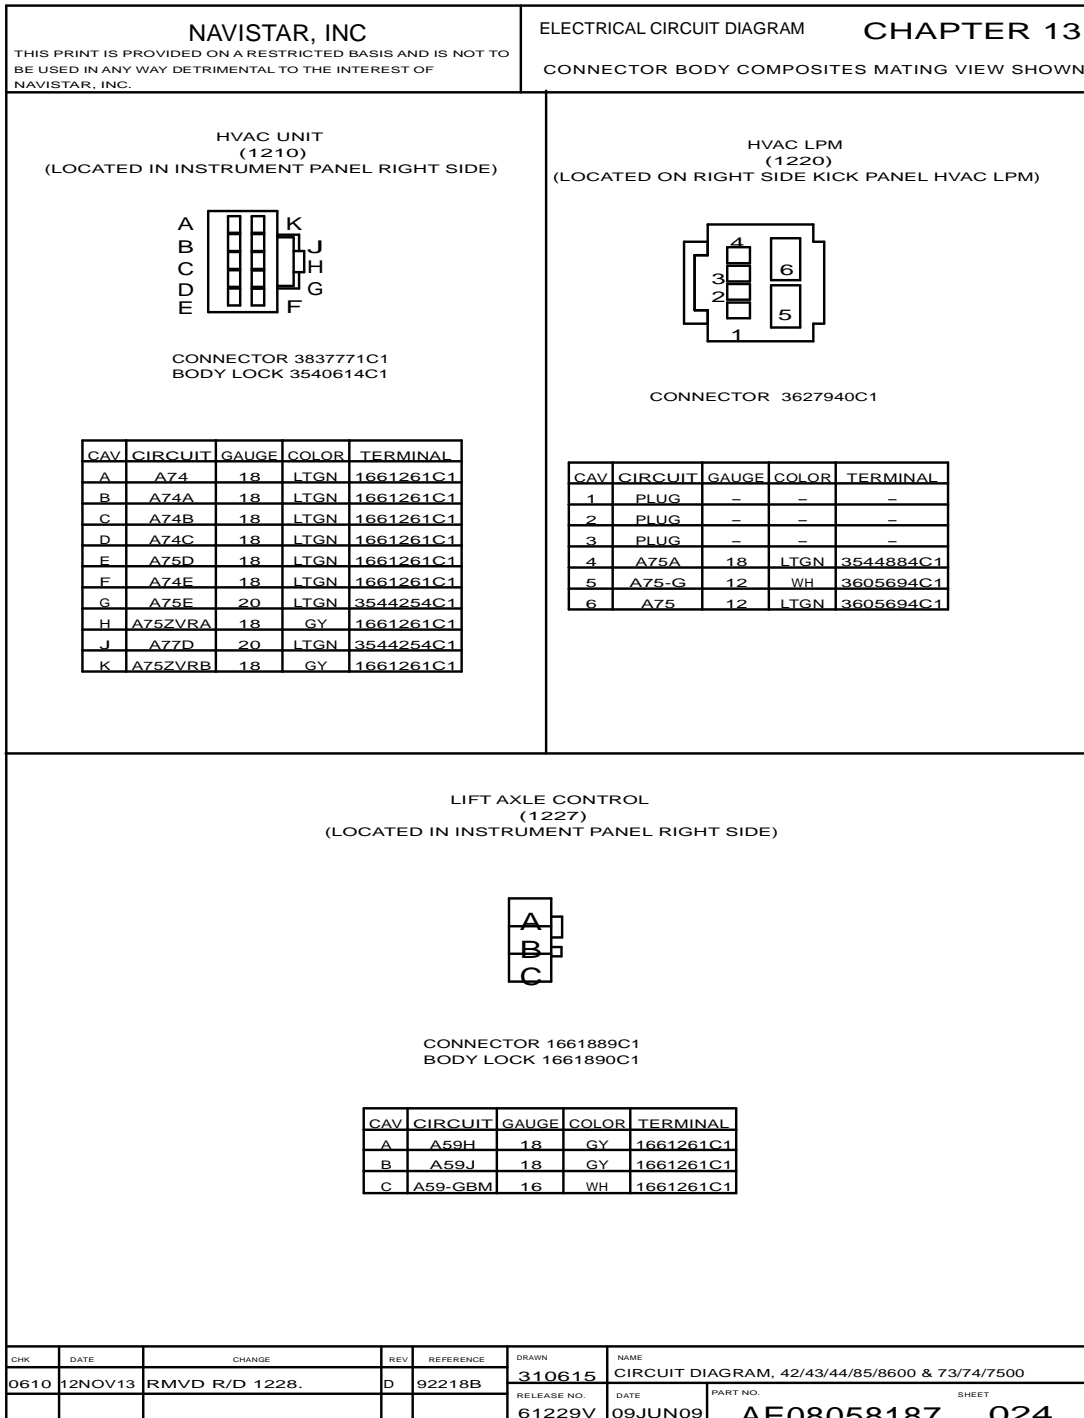 NAVISTAR, INC
THIS PRINT IS PROVIDED ON A RESTRICTED BASIS AND IS NOT TO
BE USED IN ANY WAY DETRIMENTAL TO THE INTEREST OF
NAVISTAR, INC.
ELECTRICAL CIRCUIT DIAGRAM CHAPTER 13
CONNECTOR BODY COMPOSITES MATING VIEW SHOWN
HVAC UNIT
(1210)
(LOCATED IN INSTRUMENT PANEL RIGHT SIDE)
A K
B J
C H
D G
E F
CONNECTOR 3837771C1
BODY LOCK 3540614C1
CAV CIRCUIT GAUGE COLOR TERMINAL
A A74 18 LTGN 1661261C1
B A74A 18 LTGN 1661261C1
C A74B 18 LTGN 1661261C1
D A74C 18 LTGN 1661261C1
E A75D 18 LTGN 1661261C1
F A74E 18 LTGN 1661261C1
G A75E 20 LTGN 3544254C1
H A75ZVRA 18 GY 1661261C1
J A77D 20 LTGN 3544254C1
K A75ZVRB 18 GY 1661261C1
HVAC LPM
(1220)
(LOCATED ON RIGHT SIDE KICK PANEL HVAC LPM)
4
3 6
2
5
1
CONNECTOR 3627940C1
CAV CIRCUIT GAUGE COLOR TERMINAL
1 PLUG – – –
2 PLUG – – –
3 PLUG – – –
4 A75A 18 LTGN 3544884C1
5 A75-G 12 WH 3605694C1
6 A75 12 LTGN 3605694C1
LIFT AXLE CONTROL
(1227)
(LOCATED IN INSTRUMENT PANEL RIGHT SIDE)
A
B
C
CONNECTOR 1661889C1
BODY LOCK 1661890C1
CAV CIRCUIT GAUGE COLOR TERMINAL
A A59H 18 GY 1661261C1
B A59J 18 GY 1661261C1
C A59-GBM 16 WH 1661261C1
CHK DATE CHANGE REV REFERENCE
0610 12NOV13 RMVD R/D 1228. D 92218B
DRAWN
310615
NAME
CIRCUIT DIAGRAM, 42/43/44/85/8600 & 73/74/7500
RELEASE NO. DATE PART NO. SHEET
61229V 09JUN09 AE08058187 024